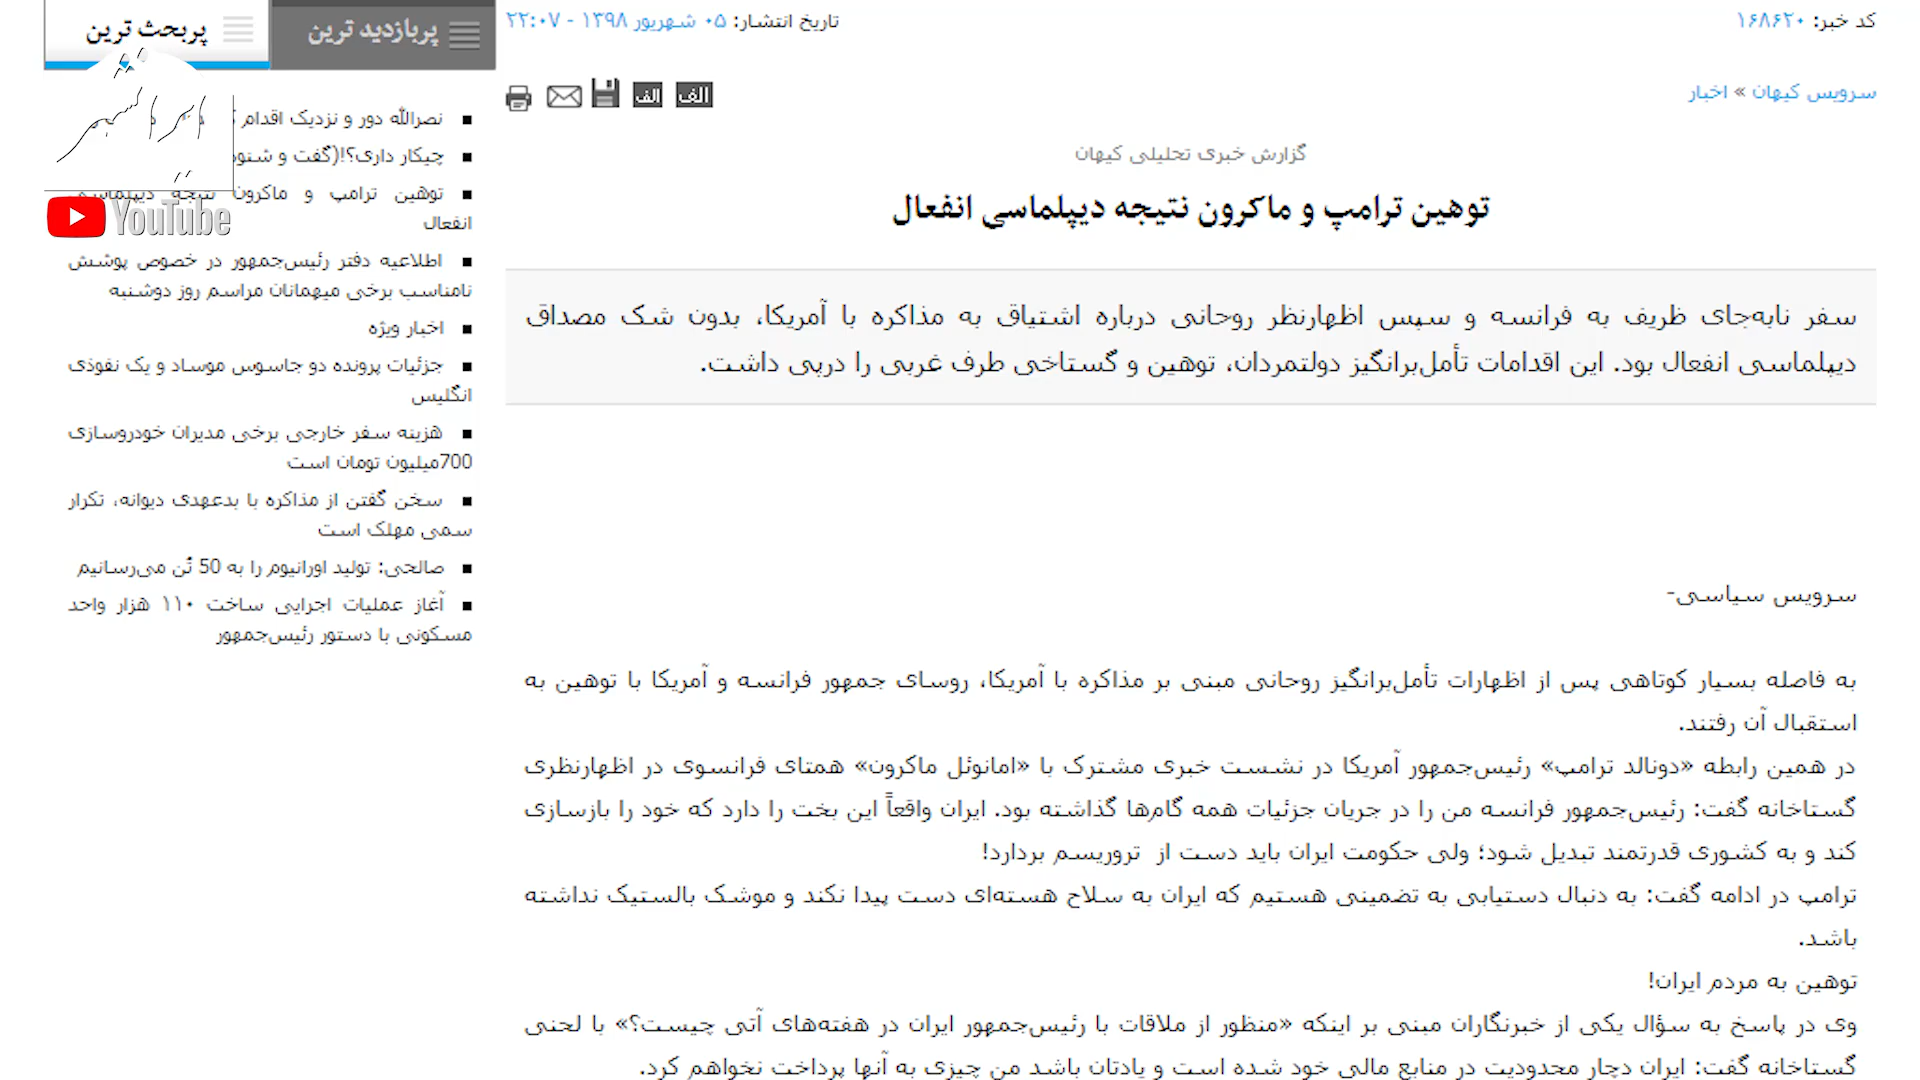 کد خبر: ۱۶۸۶۲۰
تاریخ انتشار: ۰۵ شهریور ۱۳۹۸ - ۲۲:۰۷
سرویس کیهان » اخبار
الف
الف
گزارش خبری تحلیلی کیهان
توهین ترامپ و ماکرون نتیجه دیپلماسی انفعال
سفر نابه‌جای ظریف به فرانسه و سپس اظهارنظر روحانی درباره اشتیاق به مذاکره با آمریکا، بدون شک مصداق
دیپلماسی انفعال بود. این اقدامات تأمل‌برانگیز دولتمردان، توهین و گستاخی طرف غربی را درپی داشت.
سرویس سیاسی-
به فاصله بسیار کوتاهی پس از اظهارات تأمل‌برانگیز روحانی مبنی بر مذاکره با آمریکا، روسای جمهور فرانسه و آمریکا با توهین به
استقبال آن رفتند.
در همین رابطه «دونالد ترامپ» رئیس‌جمهور آمریکا در نشست خبری مشترک با «امانوئل ماکرون» همتای فرانسوی در اظهارنظری
گستاخانه گفت: رئیس‌جمهور فرانسه من را در جریان جزئیات همه گام‌ها گذاشته بود. ایران واقعاً این بخت را دارد که خود را بازسازی
کند و به کشوری قدرتمند تبدیل شود؛ ولی حکومت ایران باید دست از تروریسم بردارد!
ترامپ در ادامه گفت: به دنبال دستیابی به تضمینی هستیم که ایران به سلاح هسته‌ای دست پیدا نکند و موشک بالستیک نداشته
باشد.
توهین به مردم ایران!
وی در پاسخ به سؤال یکی از خبرنگاران مبنی بر اینکه «منظور از ملاقات با رئیس‌جمهور ایران در هفته‌های آتی چیست؟» با لحنی
گستاخانه گفت: ایران دچار محدودیت در منابع مالی خود شده است و یادتان باشد من چیزی به آنها پرداخت نخواهم کرد.
پربازدید ترین
پربحث ترین
نصرالله دور و نزدیک اقدام
چیکار داری؟!(گفت و شنود
توهین ترامپ و ماکرون نتیجه دیپلماسی
انفعال
اطلاعیه دفتر رئیس‌جمهور در خصوص پوشش
نامناسب برخی میهمانان مراسم روز دوشنبه
اخبار ویژه
جزئیات پرونده دو جاسوس موساد و یک نفوذی
انگلیس
هزینه سفر خارجی برخی مدیران خودروسازی
700میلیون تومان است
سخن گفتن از مذاکره با بدعهدی دیوانه، تکرار
سمی مهلک است
صالحی: تولید اورانیوم را به 50 تُن می‌رسانیم
آغاز عملیات اجرایی ساخت ۱۱۰ هزار واحد
مسکونی با دستور رئیس‌جمهور
ایرانشهر
YouTube